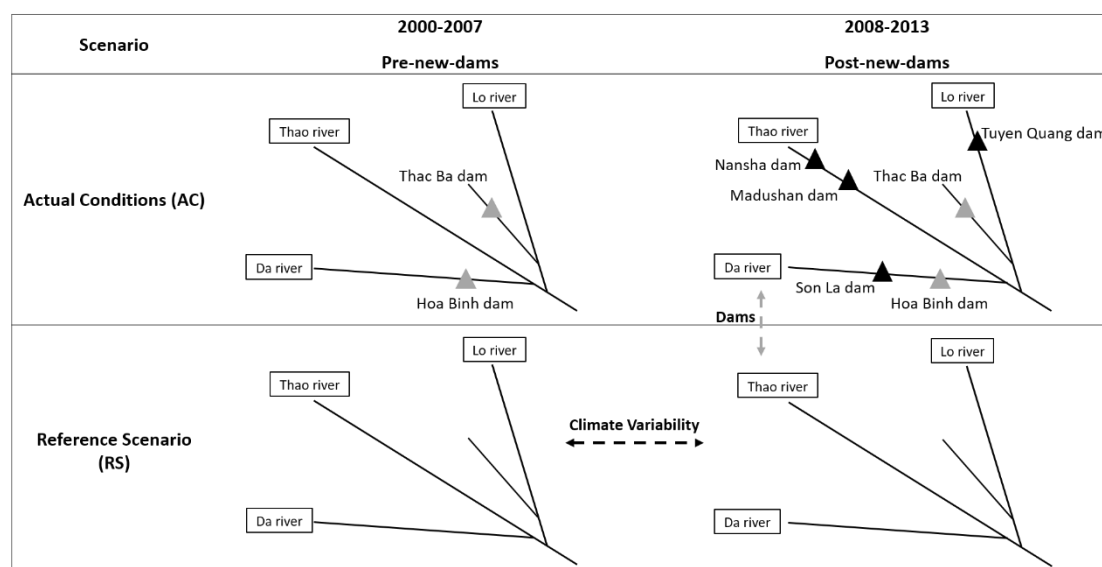 Scenario
2000-2007
Pre-new-dams
2008-2013
Post-new-dams
Actual Conditions (AC)
Lo river
Thao river
Thac Ba dam
Da river
Hoa Binh dam
Lo river
Tuyen Quang dam
Thao river
Nansha dam
Thac Ba dam
Madushan dam
Da river
Son La dam
Hoa Binh dam
Dams
Reference Scenario
(RS)
Lo river
Thao river
Da river
Climate Variability
Lo river
Thao river
Da river